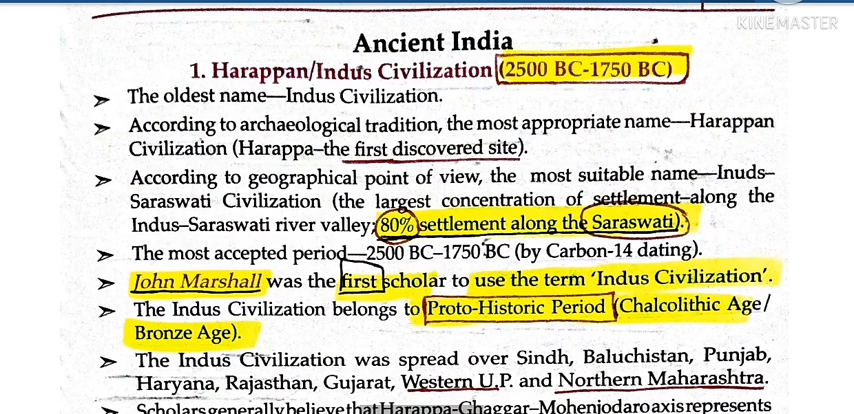 KINEMASTER
Ancient India
1. Harappan/Indus Civilization (2500 BC-1750 BC)
➢ The oldest name—Indus Civilization.
➢ According to archaeological tradition, the most appropriate name—Harappan
Civilization (Harappa–the first discovered site).
➢ According to geographical point of view, the most suitable name—Inuds–
Saraswati Civilization (the largest concentration of settlement–along the
Indus–Saraswati river valley; 80% settlement along the Saraswati).
➢ The most accepted period—2500 BC–1750 BC (by Carbon-14 dating).
➢ John Marshall was the first scholar to use the term 'Indus Civilization'.
➢ The Indus Civilization belongs to Proto-Historic Period (Chalcolithic Age/
Bronze Age).
➢ The Indus Civilization was spread over Sindh, Baluchistan, Punjab,
Haryana, Rajasthan, Gujarat, Western U.P. and Northern Maharashtra.
➢ Scholars generally believe that Harappa-Ghaggar–Mohenjodaro axis represents